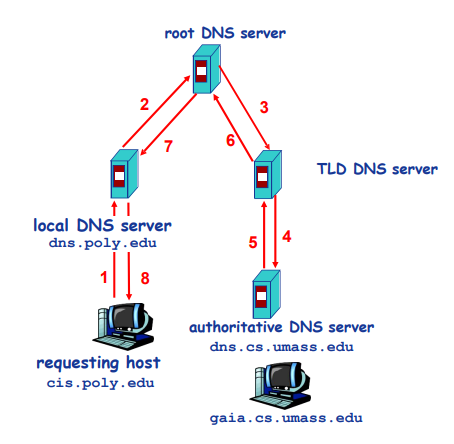 root DNS server
2
3
7
6
TLD DNS server
local DNS server
dns.poly.edu
5
4
1
8
authoritative DNS server
dns.cs.umass.edu
requesting host
cis.poly.edu
gaia.cs.umass.edu